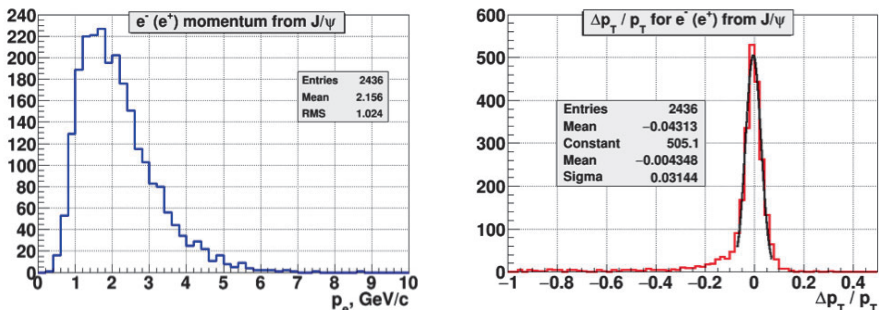 e⁻ (e⁺) momentum from J/ψ
220
200
180
160
140
120
100
80
60
40
20
0
Entries 2436
Mean 2.156
RMS 1.024
0 1 2 3 4 5 6 7 8 9 10
pₑ, GeV/c
Δp_T / p_T for e⁻ (e⁺) from J/ψ
600
500
400
300
200
100
0
Entries 2436
Mean −0.04313
Constant 505.1
Mean −0.004348
Sigma 0.03144
−1 −0.8 −0.6 −0.4 −0.2 0 0.2 0.4
Δp_T / p_T